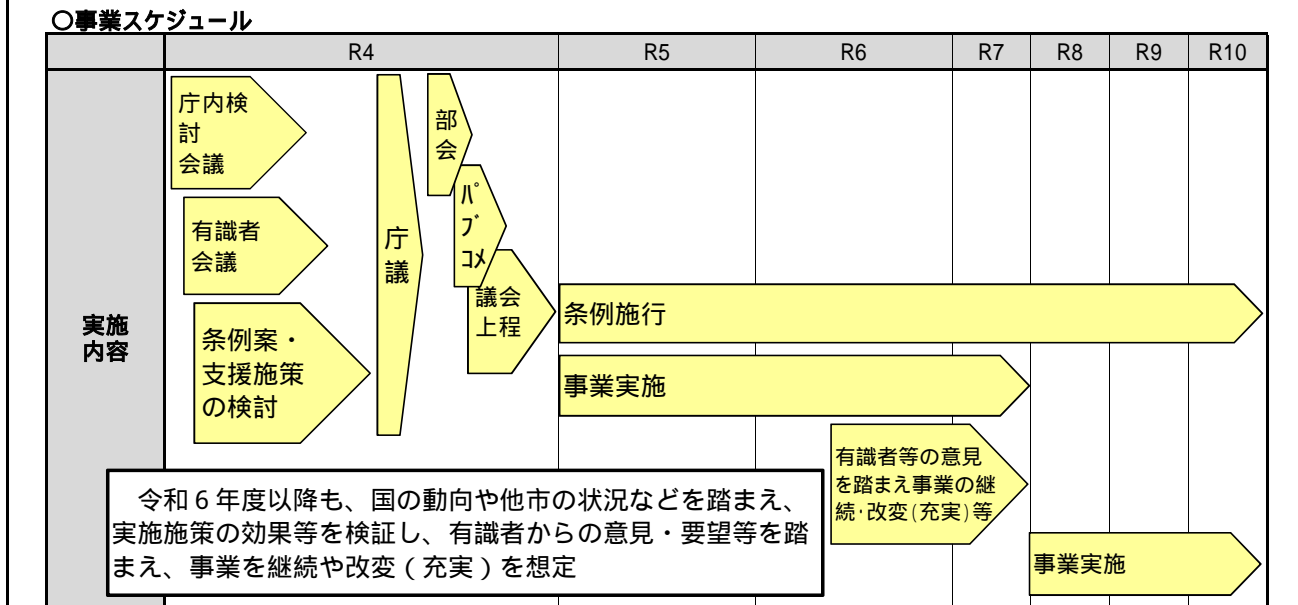 ○事業スケジュール
R4
R5
R6
R7
R8
R9
R10
実施
内容
庁内検
討
会議
有識者
会議
条例案・
支援施策
の検討
庁
議
部
会
パ
ブ
コメ
議会
上程
条例施行
事業実施
有識者等の意見
を踏まえ事業の継
続･改変(充実)等
事業実施
令和６年度以降も、国の動向や他市の状況などを踏まえ、
実施施策の効果等を検証し、有識者からの意見・要望等を踏
まえ、事業を継続や改変（充実）を想定